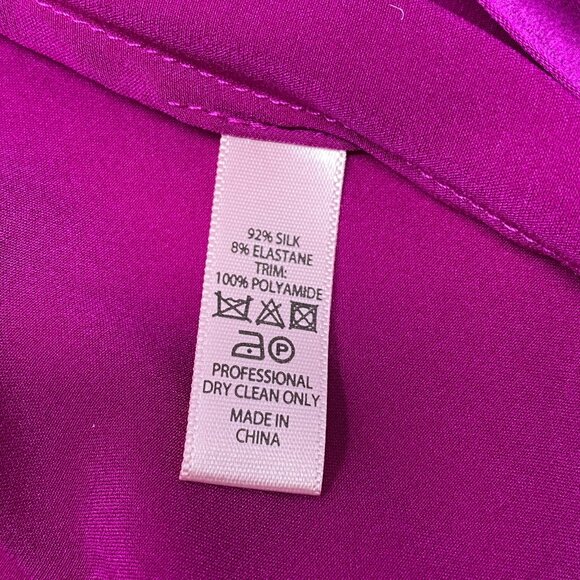 92% SILK
8% ELASTANE
TRIM:
100% POLYAMIDE
P
PROFESSIONAL
DRY CLEAN ONLY
MADE IN
CHINA